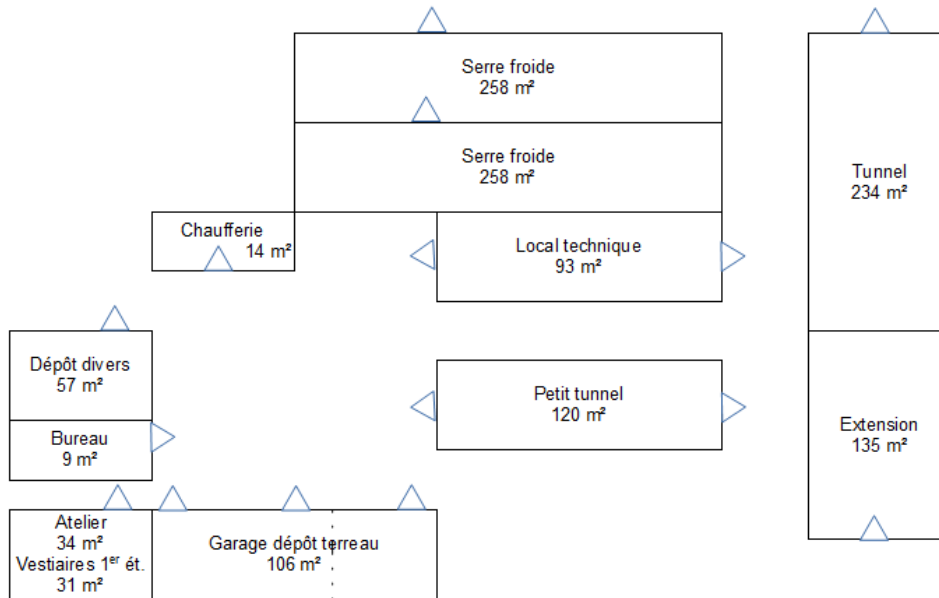 Serre froide
258 m²
Serre froide
258 m²
Tunnel
234 m²
Chaufferie
14 m²
Local technique
93 m²
Dépôt divers
57 m²
Petit tunnel
120 m²
Extension
135 m²
Bureau
9 m²
Atelier
34 m²
Vestiaires 1er ét.
31 m²
Garage dépôt terreau
106 m²